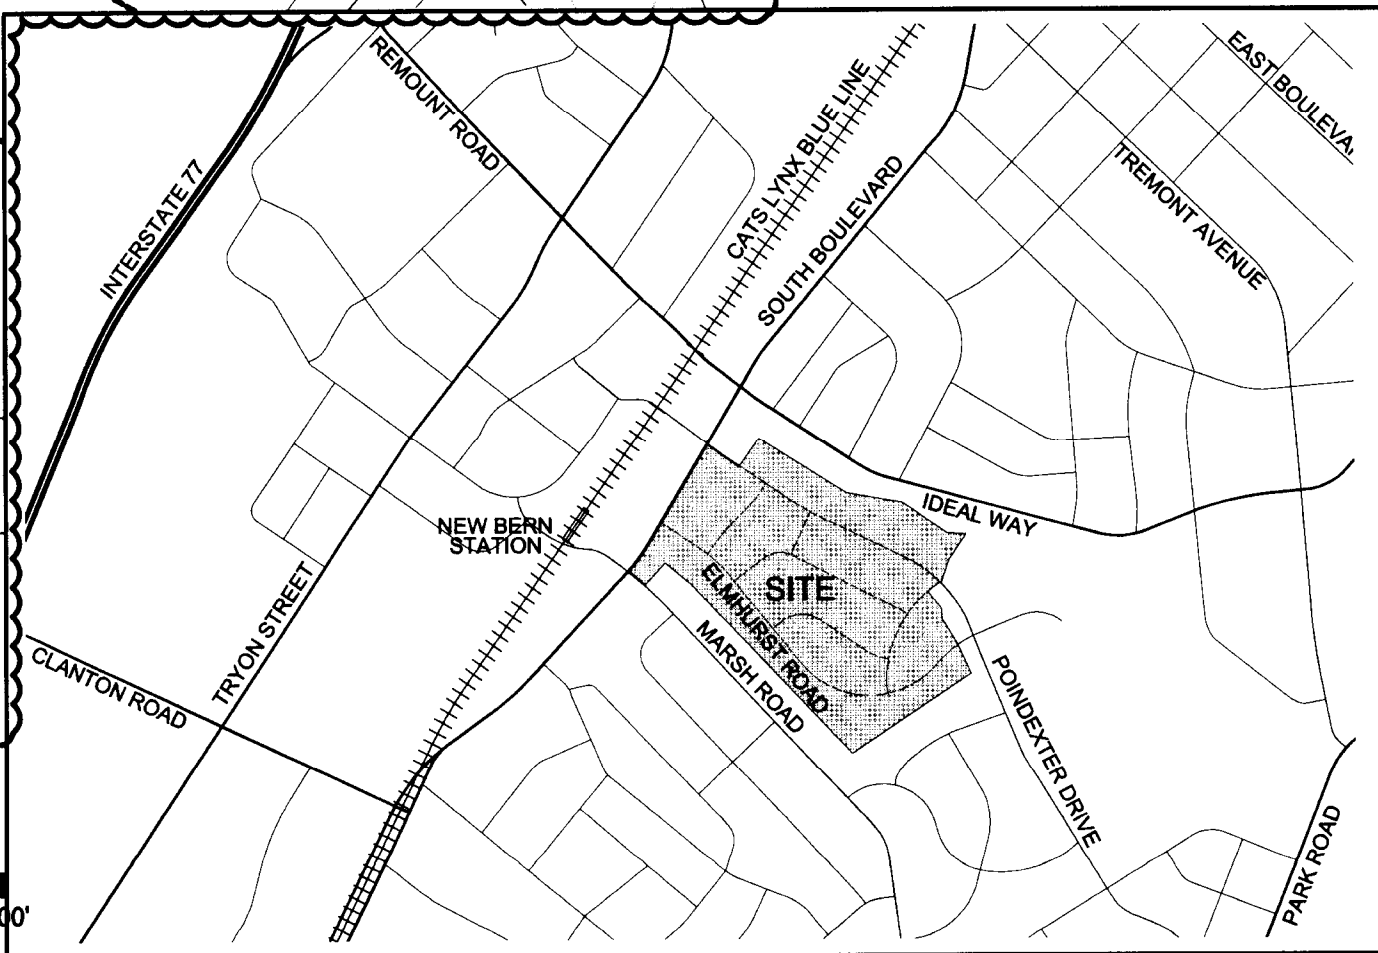 REMOUNT ROAD
EAST BOULEVA
INTERSTATE 77
CATS LYNX BLUE LINE
SOUTH BOULEVARD
TREMONT AVENUE
NEW BERN
STATION
IDEAL WAY
SITE
ELMHURST ROAD
MARSH ROAD
TRYON STREET
CLANTON ROAD
POINDEXTER DRIVE
PARK ROAD
00'